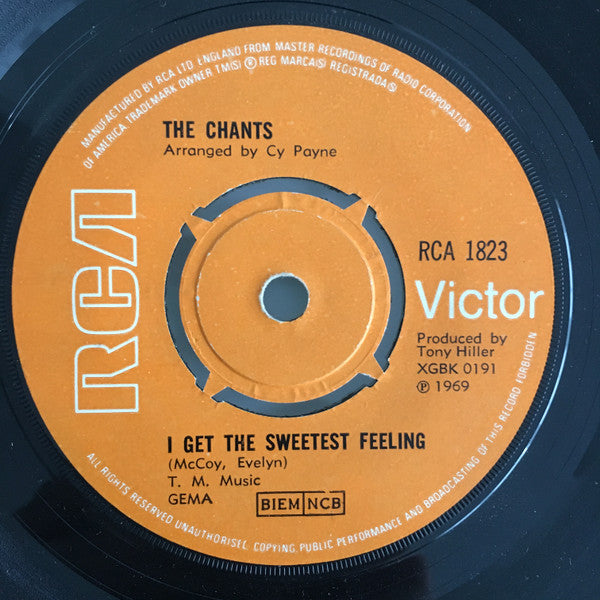 MANUFACTURED BY RCA LTD. ENGLAND FROM MASTER RECORDINGS OF RADIO CORPORATION
OF AMERICA. TRADEMARK OWNER TM(S) ® REG MARCA(S) REGISTRADA®
THE CHANTS
Arranged by Cy Payne
RCA
RCA 1823
Victor
Produced by
Tony Hiller
XGBK 0191
℗ 1969
I GET THE SWEETEST FEELING
(McCoy, Evelyn)
T. M. Music
GEMA
BIEM NCB
ALL RIGHTS RESERVED UNAUTHORISED, COPYING, PUBLIC PERFORMANCE AND BROADCASTING OF THIS RECORD FORBIDDEN